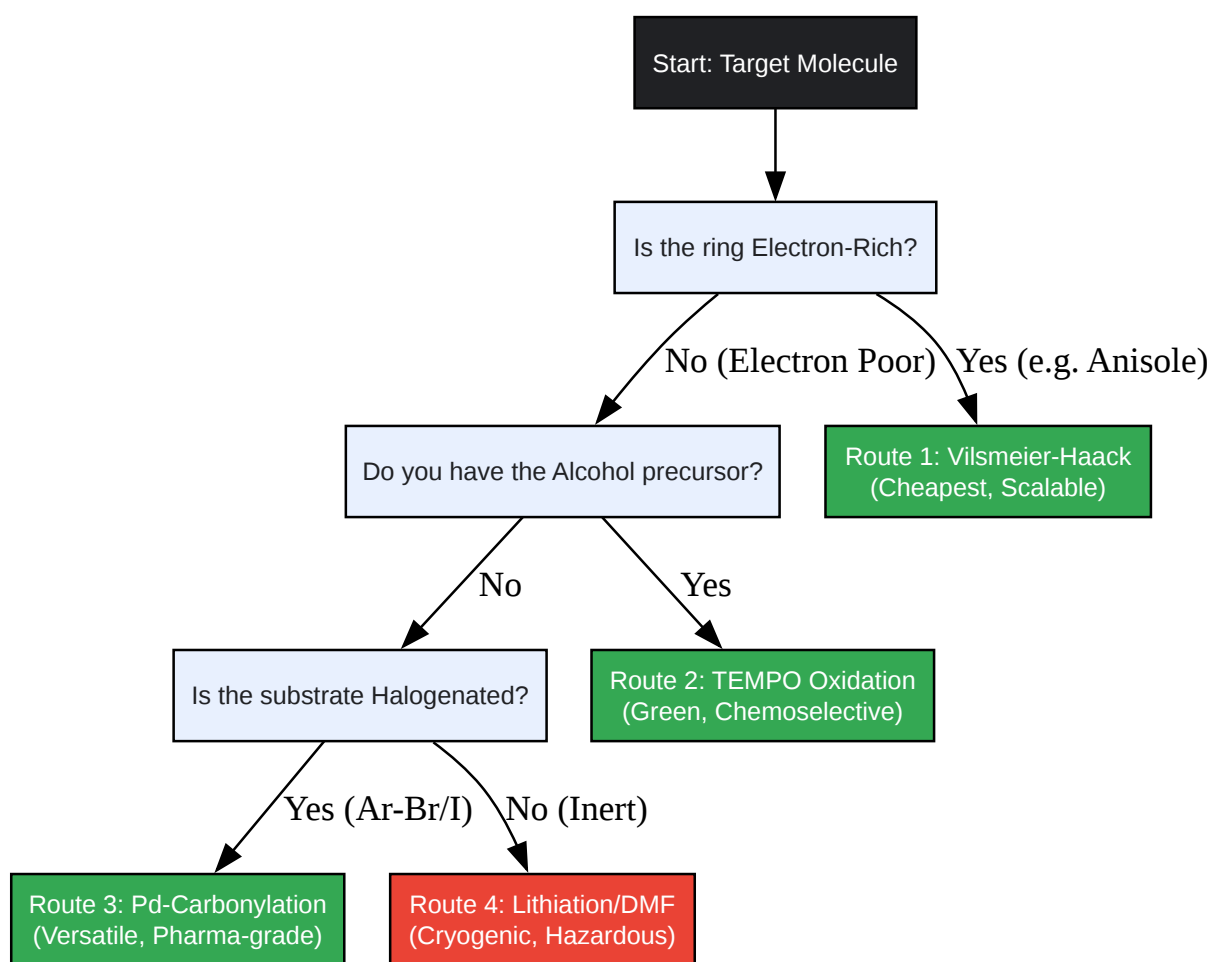 Start: Target Molecule
Is the ring Electron-Rich?
No (Electron Poor)
Yes (e.g. Anisole)
Do you have the Alcohol precursor?
Route 1: Vilsmeier-Haack
(Cheapest, Scalable)
No
Yes
Is the substrate Halogenated?
Route 2: TEMPO Oxidation
(Green, Chemoselective)
Yes (Ar-Br/I)
No (Inert)
Route 3: Pd-Carbonylation
(Versatile, Pharma-grade)
Route 4: Lithiation/DMF
(Cryogenic, Hazardous)